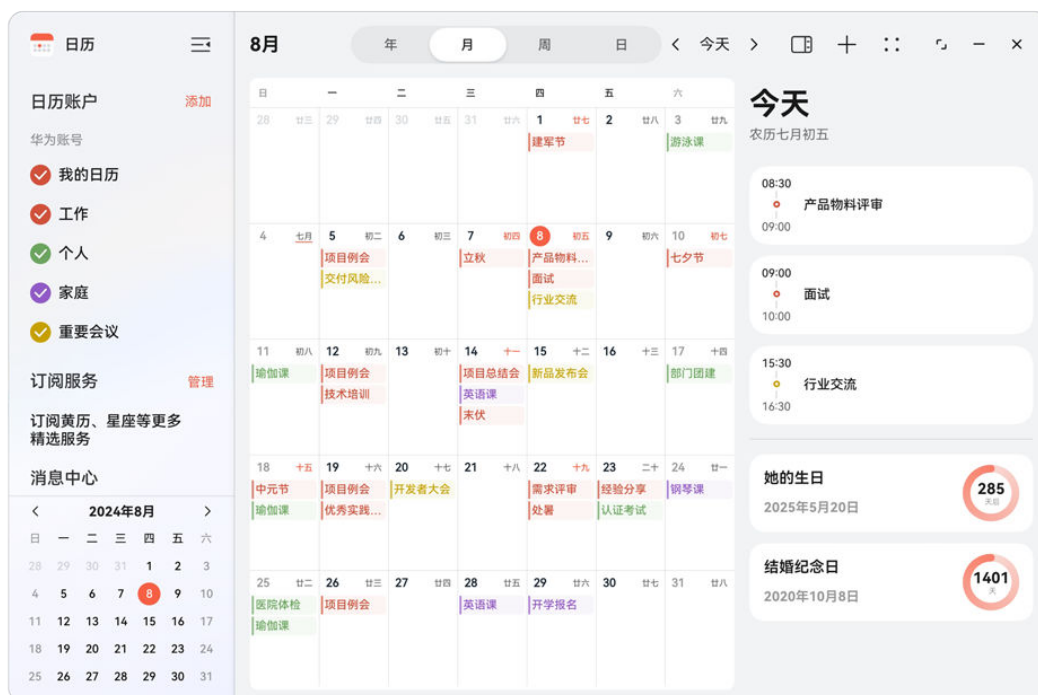 日历
日历账户 添加
华为账号
我的日历
工作
个人
家庭
重要会议
订阅服务 管理
订阅黄历、星座等更多
精选服务
消息中心
2024年8月
日 一 二 三 四 五 六
28 29 30 31 1 2 3
4 5 6 7 8 9 10
11 12 13 14 15 16 17
18 19 20 21 22 23 24
25 26 27 28 29 30 31
8月 年 月 周 日 今天
日 一 二 三 四 五 六
28 廿三 29 廿四 30 廿五 31 廿六 1 廿七 2 廿八 3 廿九
建军节 游泳课
4 七月 5 初二 6 初三 7 初四 8 初五 9 初六 10 初七
项目例会 立秋 产品物料... 七夕节
交付风险... 面试
行业交流
11 初八 12 初九 13 初十 14 十一 15 十二 16 十三 17 十四
瑜伽课 项目例会 项目总结会 新品发布会 部门团建
技术培训 英语课
末伏
18 十五 19 十六 20 十七 21 十八 22 十九 23 二十 24 廿一
中元节 项目例会 开发者大会 需求评审 经验分享 钢琴课
瑜伽课 优秀实践... 处暑 认证考试
25 廿二 26 廿三 27 廿四 28 廿五 29 廿六 30 廿七 31 廿八
医院体检 项目例会 英语课 开学报名
瑜伽课
今天
农历七月初五
08:30
产品物料评审
09:00
09:00
面试
10:00
15:30
行业交流
16:30
她的生日
2025年5月20日
285
天后
结婚纪念日
2020年10月8日
1401
天